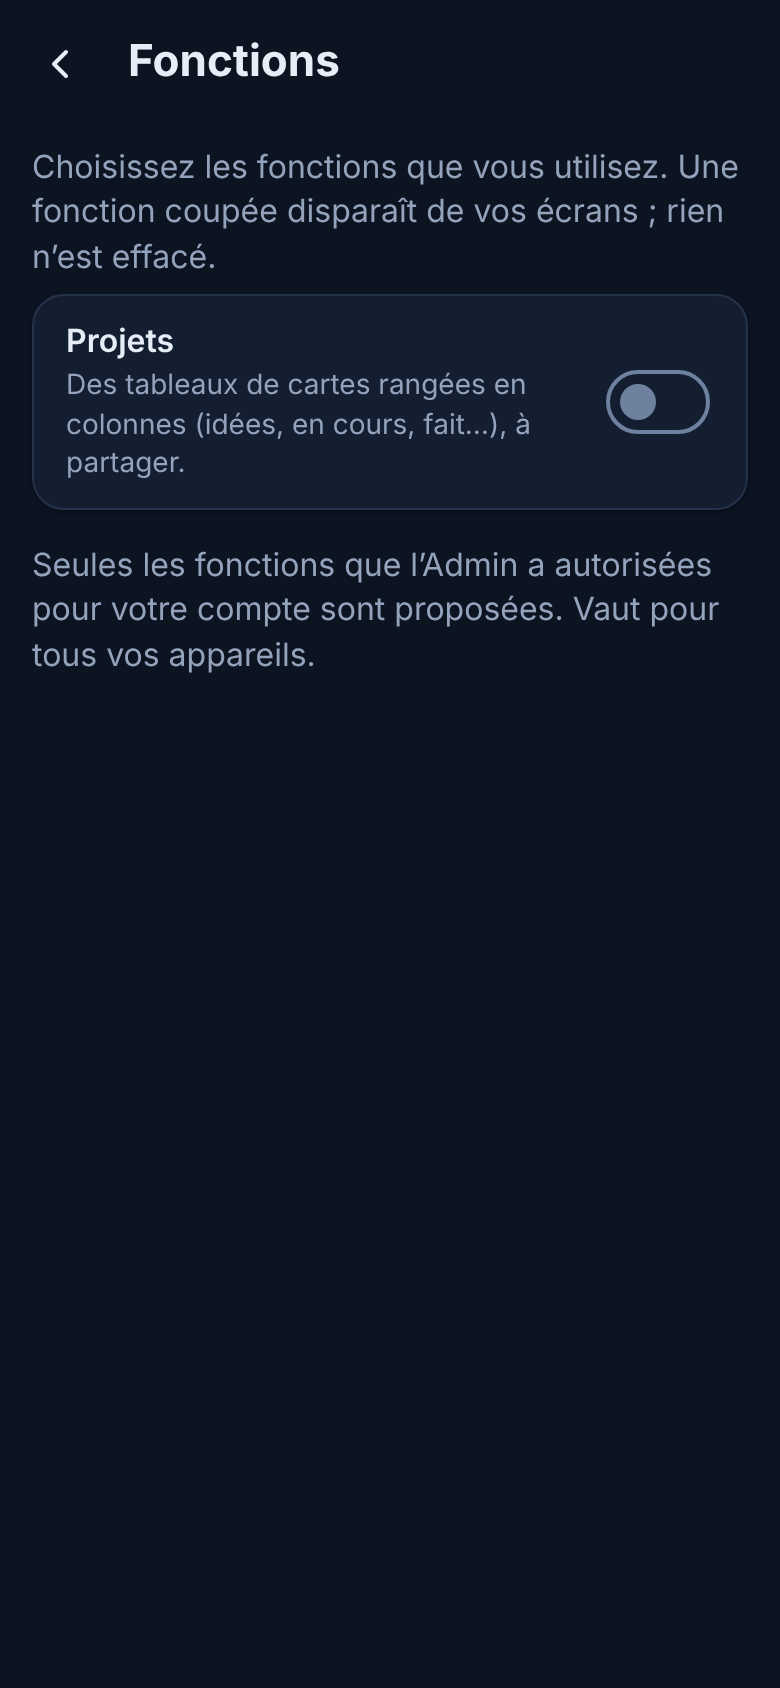 Fonctions
Choisissez les fonctions que vous utilisez. Une
fonction coupée disparaît de vos écrans ; rien
n’est effacé.
Projets
Des tableaux de cartes rangées en
colonnes (idées, en cours, fait…), à
partager.
Seules les fonctions que l’Admin a autorisées
pour votre compte sont proposées. Vaut pour
tous vos appareils.